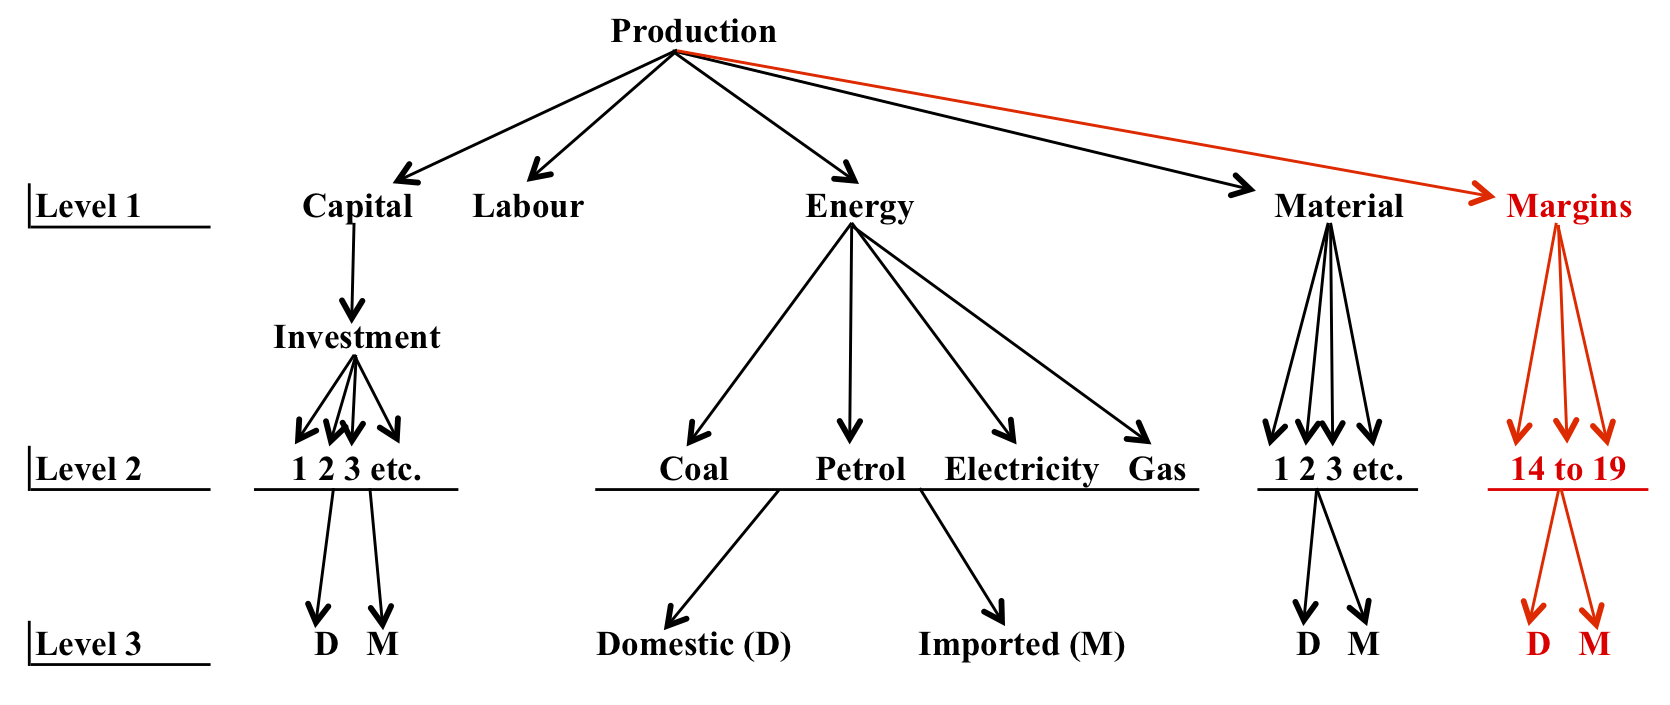 Production
Level 1 Capital Labour Energy Material Margins
Investment
Level 2 1 2 3 etc. Coal Petrol Electricity Gas 1 2 3 etc. 14 to 19
Level 3 D M Domestic (D) Imported (M) D M D M